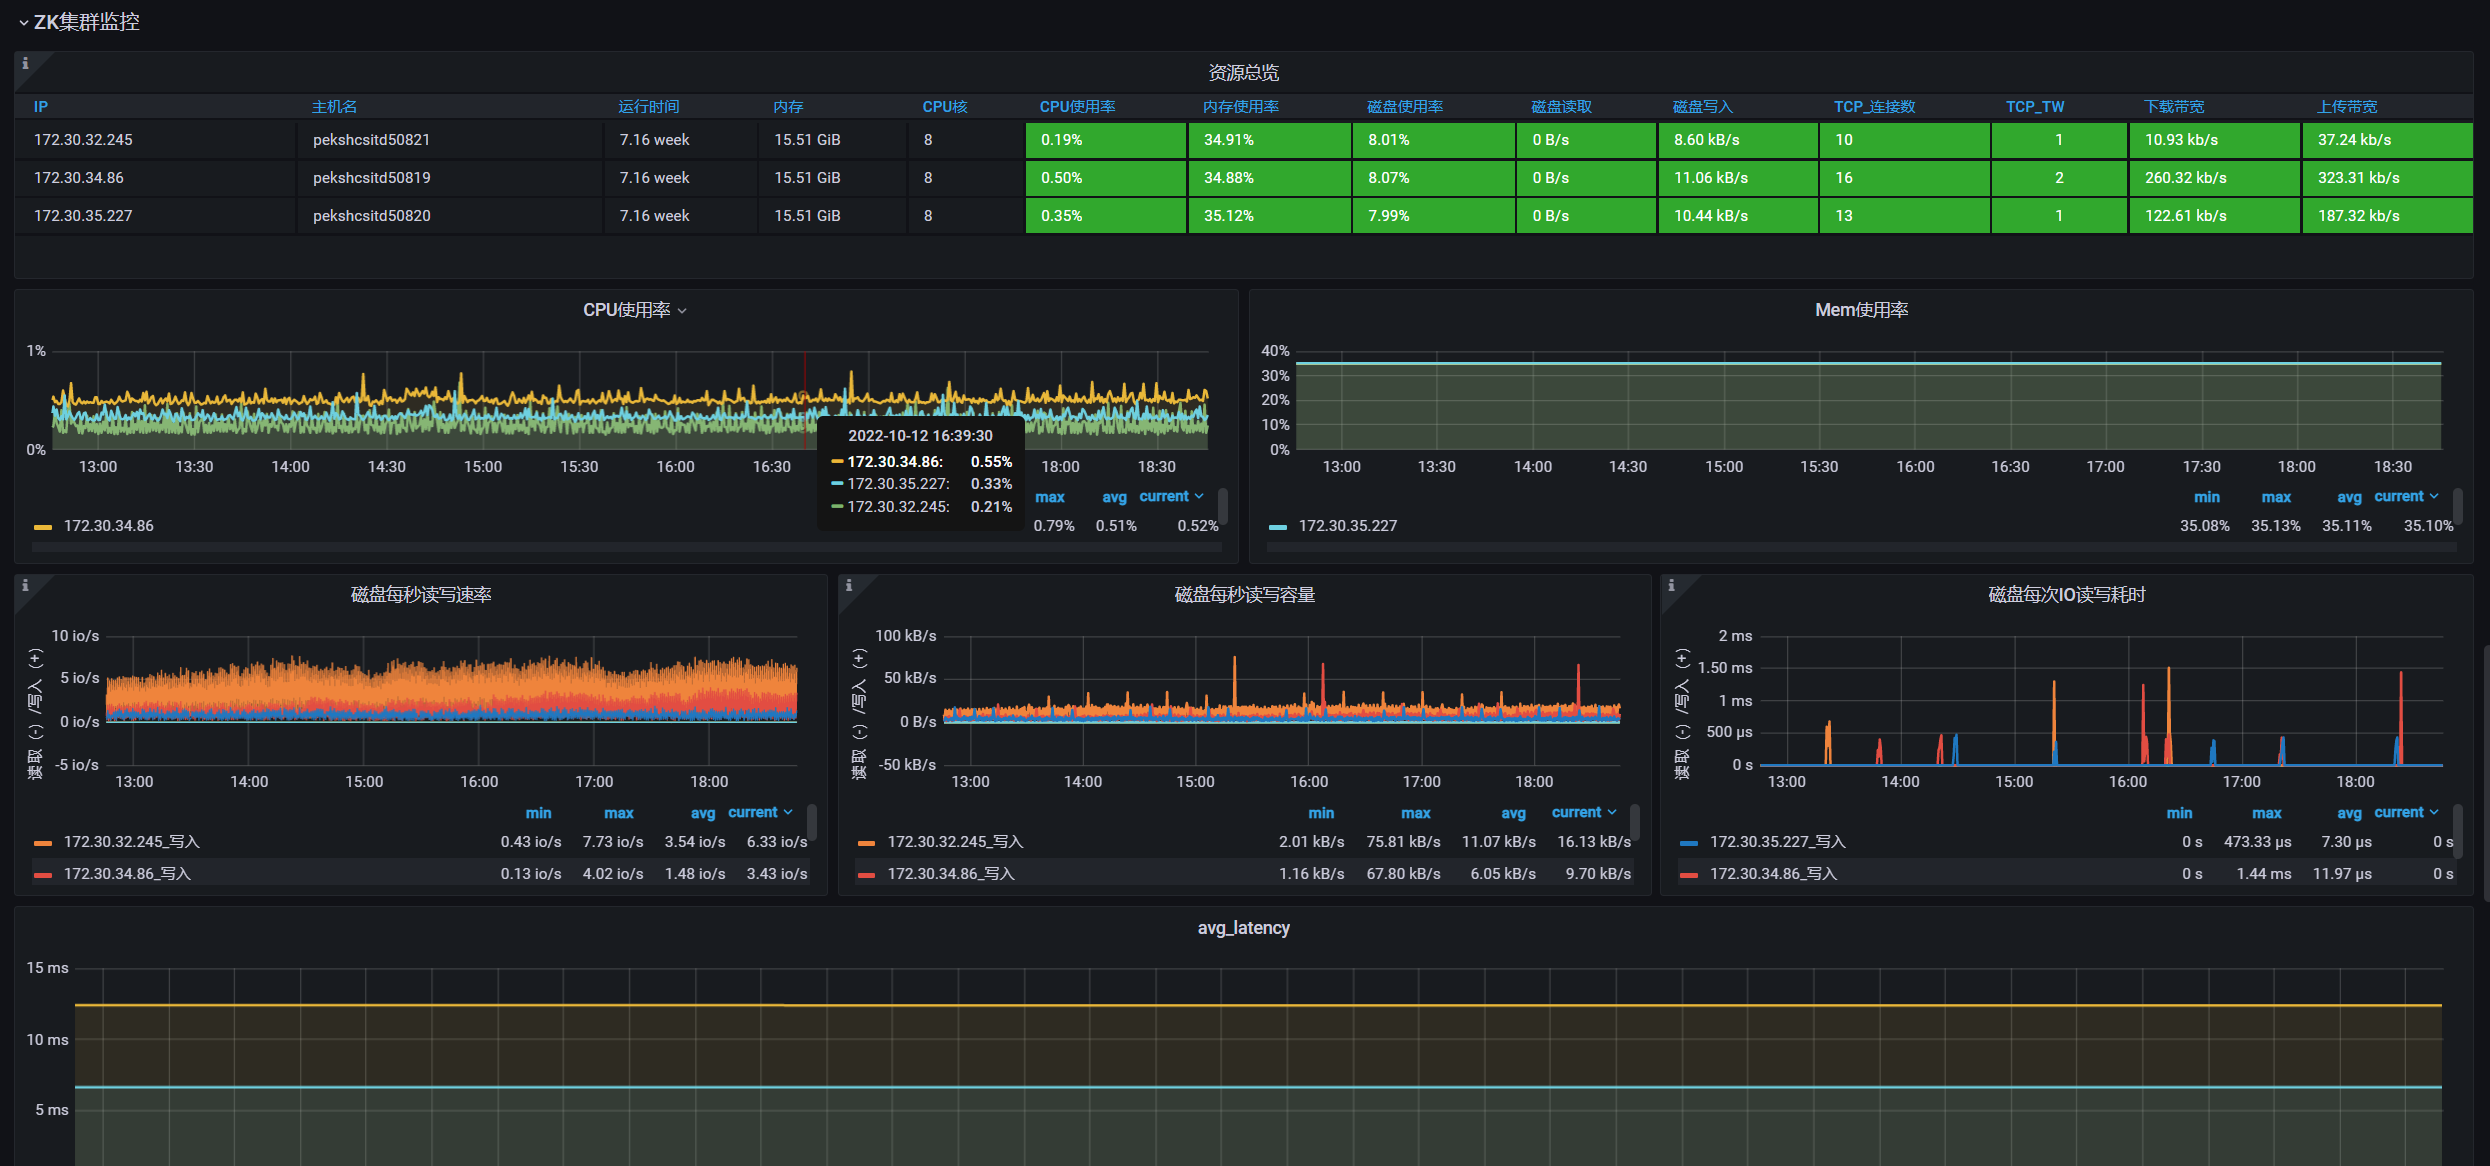 ZK集群监控
资源总览
IP 主机名 运行时间 内存 CPU核 CPU使用率 内存使用率 磁盘使用率 磁盘读取 磁盘写入 TCP_连接数 TCP_TW 下载带宽 上传带宽
172.30.32.245 pekshcsitd50821 7.16 week 15.51 GiB 8 0.19% 34.91% 8.01% 0 B/s 8.60 kB/s 10 1 10.93 kb/s 37.24 kb/s
172.30.34.86 pekshcsitd50819 7.16 week 15.51 GiB 8 0.50% 34.88% 8.07% 0 B/s 11.06 kB/s 16 2 260.32 kb/s 323.31 kb/s
172.30.35.227 pekshcsitd50820 7.16 week 15.51 GiB 8 0.35% 35.12% 7.99% 0 B/s 10.44 kB/s 13 1 122.61 kb/s 187.32 kb/s
CPU使用率
1%
0%
13:00 13:30 14:00 14:30 15:00 15:30 16:00 16:30 18:00 18:30
2022-10-12 16:39:30
172.30.34.86: 0.55%
172.30.35.227: 0.33%
172.30.32.245: 0.21%
max avg current
172.30.34.86 0.79% 0.51% 0.52%
Mem使用率
40%
30%
20%
10%
0%
13:00 13:30 14:00 14:30 15:00 15:30 16:00 16:30 17:00 17:30 18:00 18:30
min max avg current
172.30.35.227 35.08% 35.13% 35.11% 35.10%
磁盘每秒读写速率
读取（-）/写入（+）
10 io/s
5 io/s
0 io/s
-5 io/s
13:00 14:00 15:00 16:00 17:00 18:00
min max avg current
172.30.32.245_写入 0.43 io/s 7.73 io/s 3.54 io/s 6.33 io/s
172.30.34.86_写入 0.13 io/s 4.02 io/s 1.48 io/s 3.43 io/s
磁盘每秒读写容量
读取（-）/写入（+）
100 kB/s
50 kB/s
0 B/s
-50 kB/s
13:00 14:00 15:00 16:00 17:00 18:00
min max avg current
172.30.32.245_写入 2.01 kB/s 75.81 kB/s 11.07 kB/s 16.13 kB/s
172.30.34.86_写入 1.16 kB/s 67.80 kB/s 6.05 kB/s 9.70 kB/s
磁盘每次IO读写耗时
读取（-）/写入（+）
2 ms
1.50 ms
1 ms
500 µs
0 s
13:00 14:00 15:00 16:00 17:00 18:00
min max avg current
172.30.35.227_写入 0 s 473.33 µs 7.30 µs 0 s
172.30.34.86_写入 0 s 1.44 ms 11.97 µs 0 s
avg_latency
15 ms
10 ms
5 ms